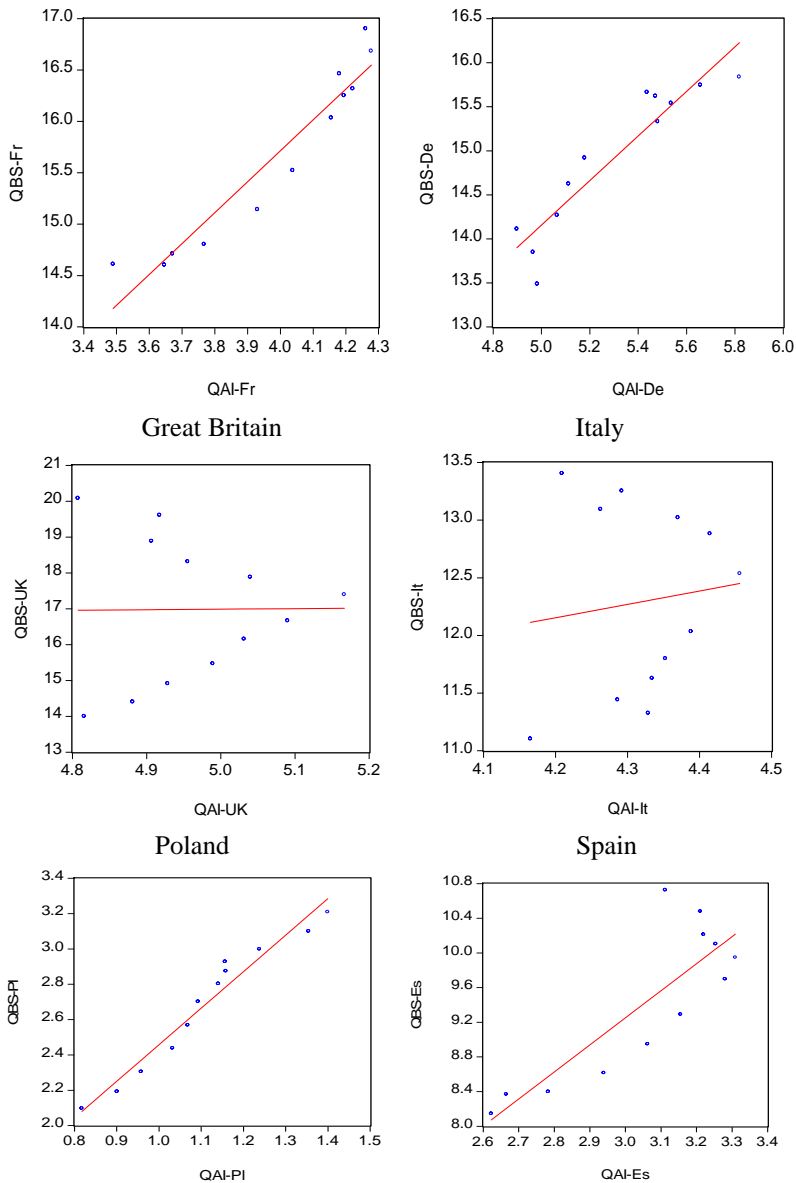 17.0
16.5
16.0
15.5
15.0
14.5
14.0
QBS-Fr
3.4 3.5 3.6 3.7 3.8 3.9 4.0 4.1 4.2 4.3
QAI-Fr
16.5
16.0
15.5
15.0
14.5
14.0
13.5
13.0
QBS-De
4.8 5.0 5.2 5.4 5.6 5.8 6.0
QAI-De
Great Britain
Italy
21
20
19
18
17
16
15
14
13
QBS-UK
4.8 4.9 5.0 5.1 5.2
QAI-UK
13.5
13.0
12.5
12.0
11.5
11.0
QBS-It
4.1 4.2 4.3 4.4 4.5
QAI-It
Poland
Spain
3.4
3.2
3.0
2.8
2.6
2.4
2.2
2.0
QBS-Pl
0.8 0.9 1.0 1.1 1.2 1.3 1.4 1.5
QAI-Pl
10.8
10.4
10.0
9.6
9.2
8.8
8.4
8.0
QBS-Es
2.6 2.7 2.8 2.9 3.0 3.1 3.2 3.3 3.4
QAI-Es